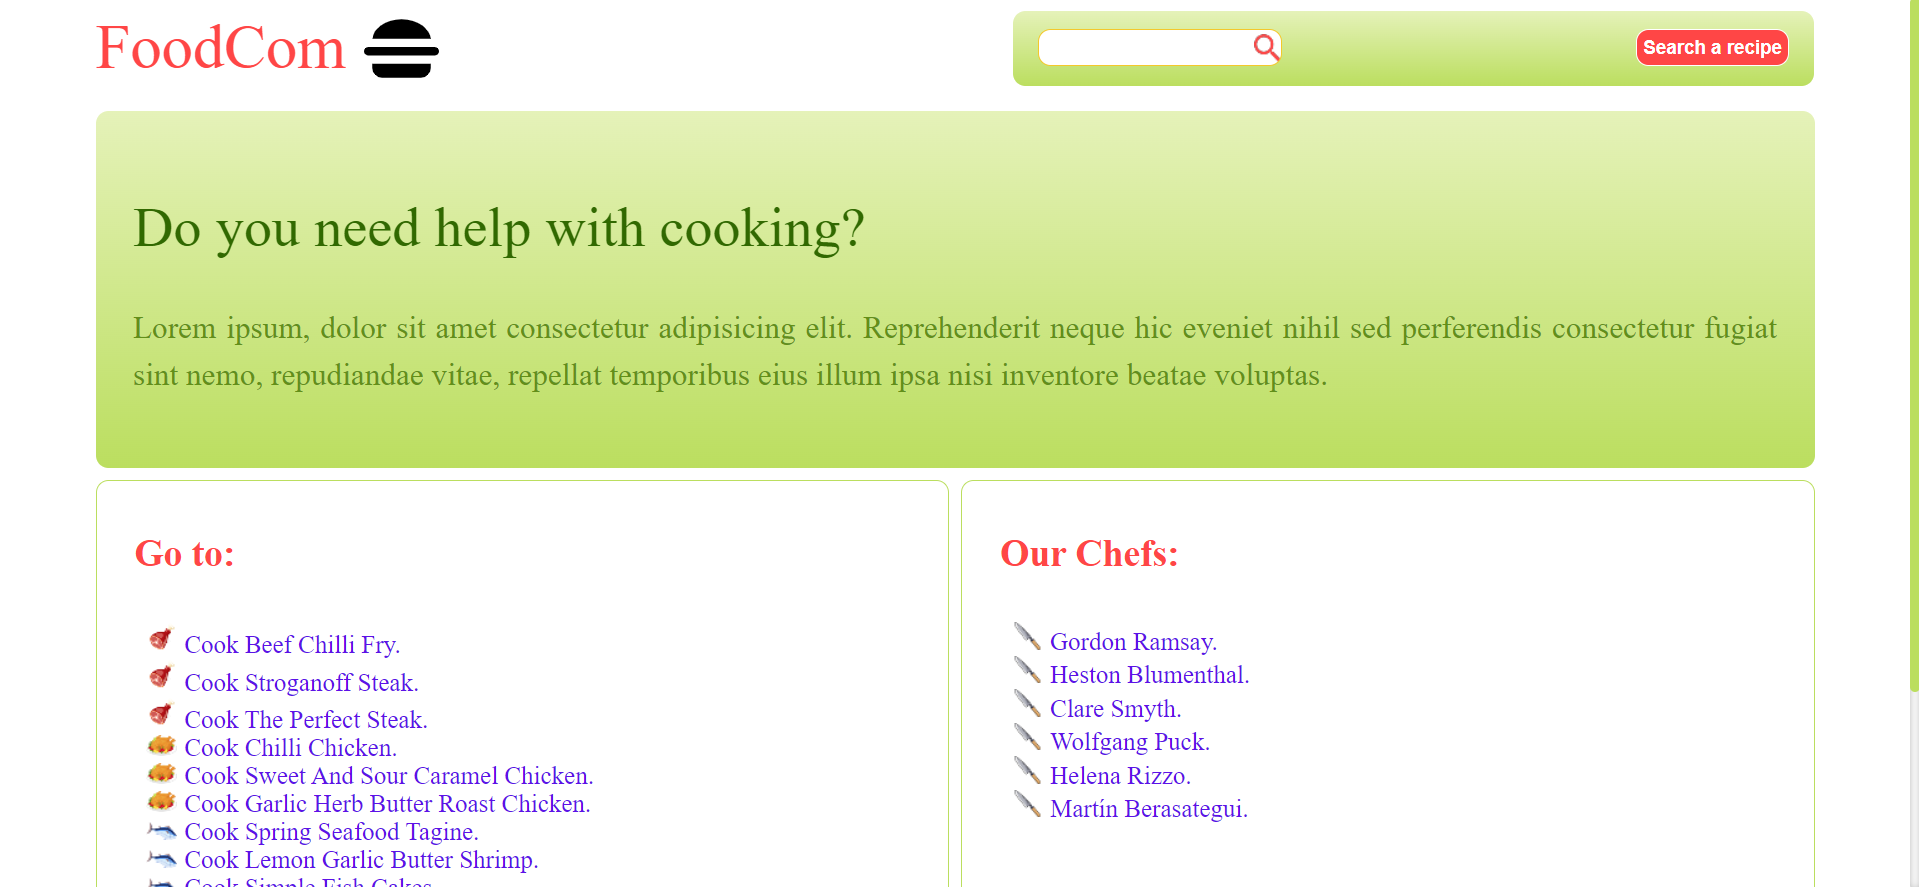 FoodCom
Search a recipe
Do you need help with cooking?
Lorem ipsum, dolor sit amet consectetur adipisicing elit. Reprehenderit neque hic eveniet nihil sed perferendis consectetur fugiat
sint nemo, repudiandae vitae, repellat temporibus eius illum ipsa nisi inventore beatae voluptas.
Go to:
Cook Beef Chilli Fry.
Cook Stroganoff Steak.
Cook The Perfect Steak.
Cook Chilli Chicken.
Cook Sweet And Sour Caramel Chicken.
Cook Garlic Herb Butter Roast Chicken.
Cook Spring Seafood Tagine.
Cook Lemon Garlic Butter Shrimp.
Cook Simple Fish Cakes
Our Chefs:
Gordon Ramsay.
Heston Blumenthal.
Clare Smyth.
Wolfgang Puck.
Helena Rizzo.
Martín Berasategui.